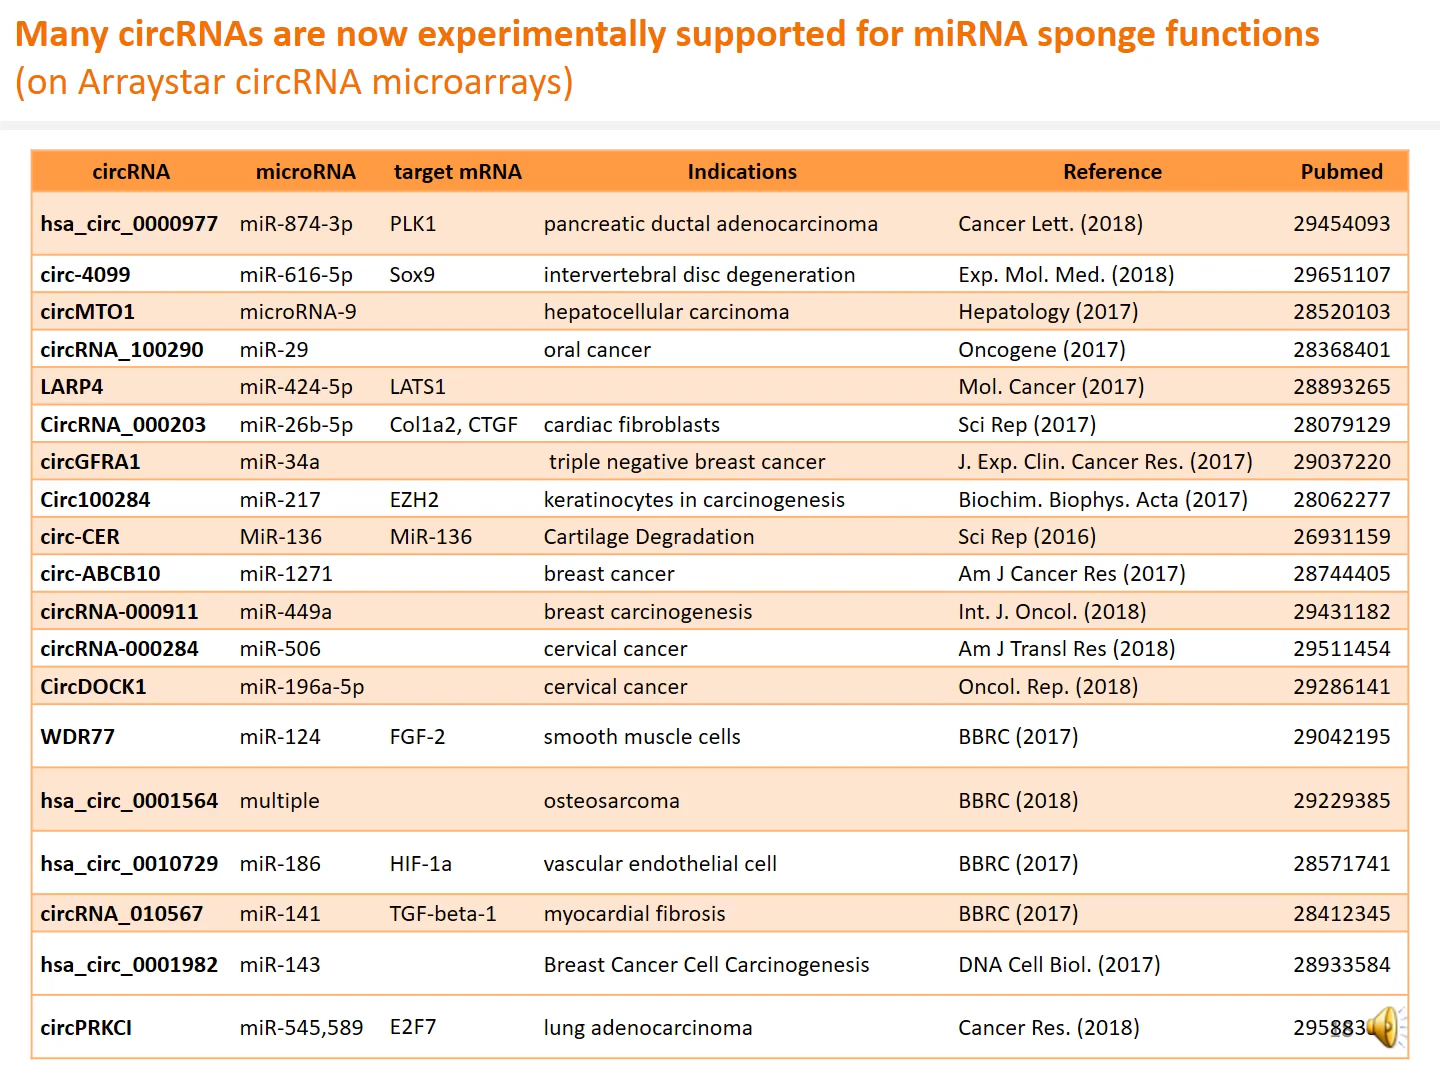 Many circRNAs are now experimentally supported for miRNA sponge functions
(on Arraystar circRNA microarrays)
circRNA microRNA target mRNA Indications Reference Pubmed
hsa_circ_0000977 miR-874-3p PLK1 pancreatic ductal adenocarcinoma Cancer Lett. (2018) 29454093
circ-4099 miR-616-5p Sox9 intervertebral disc degeneration Exp. Mol. Med. (2018) 29651107
circMTO1 microRNA-9 hepatocellular carcinoma Hepatology (2017) 28520103
circRNA_100290 miR-29 oral cancer Oncogene (2017) 28368401
LARP4 miR-424-5p LATS1 Mol. Cancer (2017) 28893265
CircRNA_000203 miR-26b-5p Col1a2, CTGF cardiac fibroblasts Sci Rep (2017) 28079129
circGFRA1 miR-34a triple negative breast cancer J. Exp. Clin. Cancer Res. (2017) 29037220
Circ100284 miR-217 EZH2 keratinocytes in carcinogenesis Biochim. Biophys. Acta (2017) 28062277
circ-CER MiR-136 MiR-136 Cartilage Degradation Sci Rep (2016) 26931159
circ-ABCB10 miR-1271 breast cancer Am J Cancer Res (2017) 28744405
circRNA-000911 miR-449a breast carcinogenesis Int. J. Oncol. (2018) 29431182
circRNA-000284 miR-506 cervical cancer Am J Transl Res (2018) 29511454
CircDOCK1 miR-196a-5p cervical cancer Oncol. Rep. (2018) 29286141
WDR77 miR-124 FGF-2 smooth muscle cells BBRC (2017) 29042195
hsa_circ_0001564 multiple osteosarcoma BBRC (2018) 29229385
hsa_circ_0010729 miR-186 HIF-1a vascular endothelial cell BBRC (2017) 28571741
circRNA_010567 miR-141 TGF-beta-1 myocardial fibrosis BBRC (2017) 28412345
hsa_circ_0001982 miR-143 Breast Cancer Cell Carcinogenesis DNA Cell Biol. (2017) 28933584
circPRKCI miR-545,589 E2F7 lung adenocarcinoma Cancer Res. (2018)